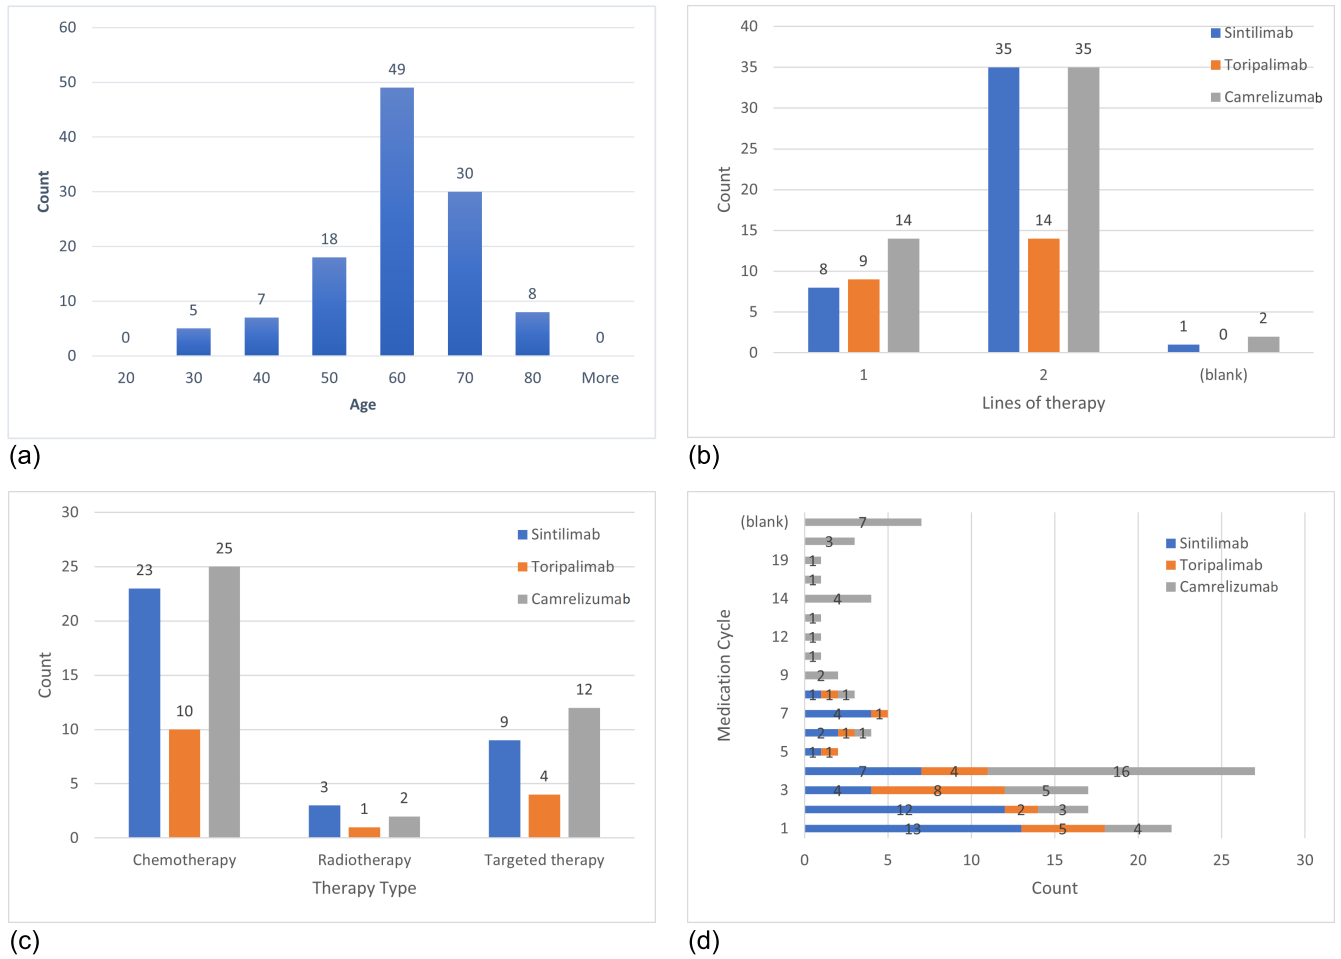 60
50
40
30
20
10
0
Count
0
5
7
18
49
30
8
0
20 30 40 50 60 70 80 More
Age
(a)
40
35
30
25
20
15
10
5
0
Count
8 9 14
35 14 35
1 0 2
1 2 (blank)
Lines of therapy
Sintilimab
Toripalimab
Camrelizumab
(b)
30
25
20
15
10
5
0
Count
23 10 25
3 1 2
9 4 12
Chemotherapy Radiotherapy Targeted therapy
Therapy Type
Sintilimab
Toripalimab
Camrelizumab
(c)
Medication Cycle
(blank) 7
3
19 1
1
14 4
1
12 1
1
9 2
1 1 1
7 4 1
2 1 1
5 1 1
7 4 16
3 4 8 5
12 2 3
1 13 5 4
0 5 10 15 20 25 30
Count
Sintilimab
Toripalimab
Camrelizumab
(d)